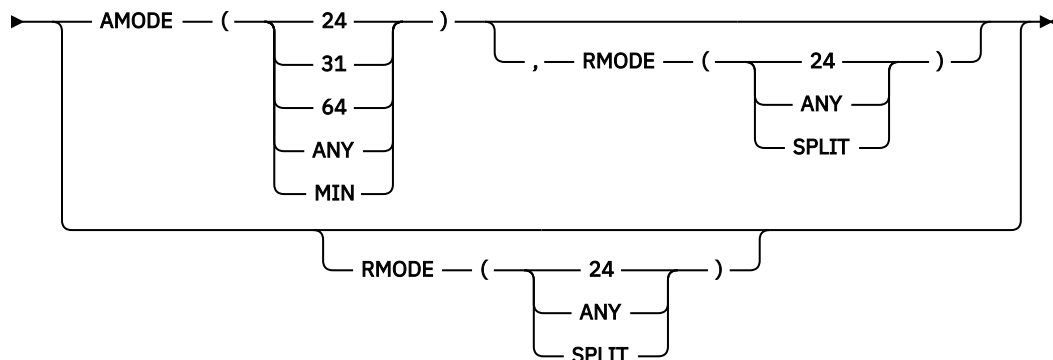 AMODE ( 24 )
31
, RMODE ( 24 )
64
ANY
ANY
SPLIT
MIN
RMODE ( 24 )
ANY
SPLIT